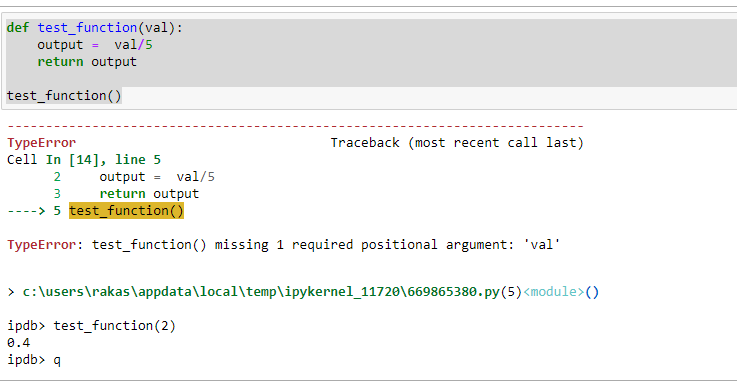 def test_function(val):
    output =  val/5
    return output
test_function()
---------------------------------------------------------------------------
TypeError                                 Traceback (most recent call last)
Cell In [14], line 5
      2     output =  val/5
      3     return output
----> 5 test_function()
TypeError: test_function() missing 1 required positional argument: 'val'
> c:\users\rakas\appdata\local\temp\ipykernel_11720\669865380.py(5)<module>()
ipdb> test_function(2)
0.4
ipdb> q